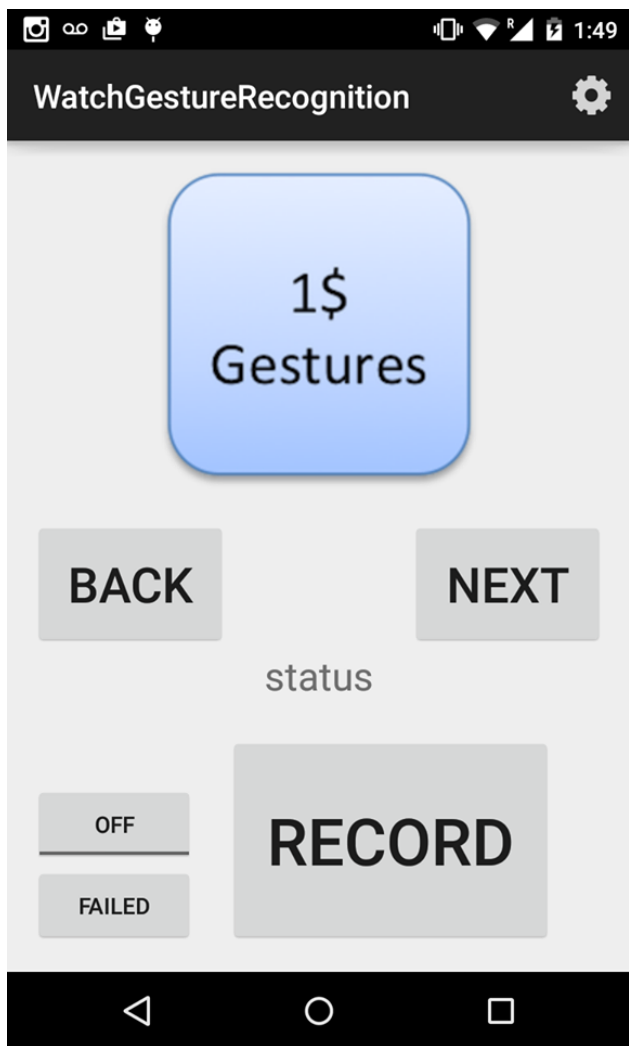 R 1:49
WatchGestureRecognition
1$
Gestures
BACK NEXT
status
OFF
RECORD
FAILED